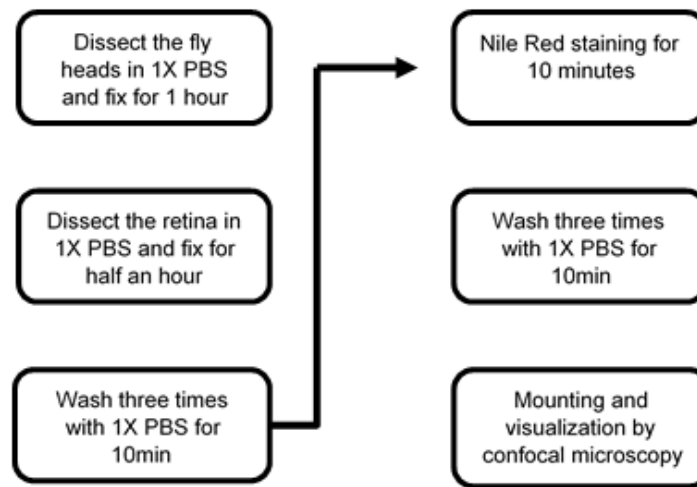 Dissect the fly
heads in 1X PBS
and fix for 1 hour
Dissect the retina in
1X PBS and fix for
half an hour
Wash three times
with 1X PBS for
10min
Nile Red staining for
10 minutes
Wash three times
with 1X PBS for
10min
Mounting and
visualization by
confocal microscopy